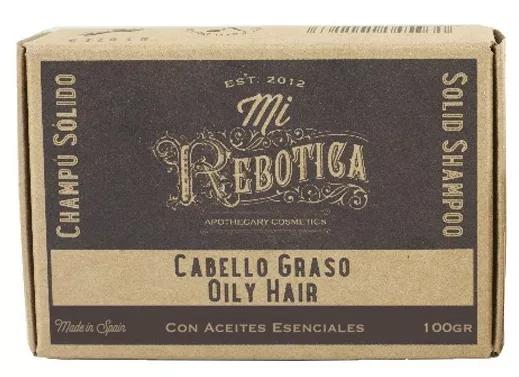 Champú Sólido
EST. 2012
Mi
Rebotica
APOTHECARY COSMETICS
Solid Shampoo
Cabello Graso
Oily Hair
Made in Spain
Con Aceites Esenciales
100GR